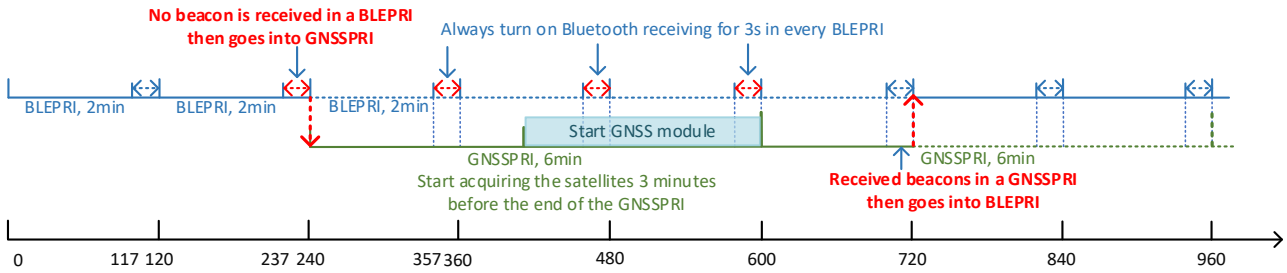 No beacon is received in a BLEPRI
then goes into GNSSPRI
Always turn on Bluetooth receiving for 3s in every BLEPRI
BLEPRI, 2min
BLEPRI, 2min
BLEPRI, 2min
Start GNSS module
GNSSPRI, 6min
GNSSPRI, 6min
Start acquiring the satellites 3 minutes
before the end of the GNSSPRI
Received beacons in a GNSSPRI
then goes into BLEPRI
0 117 120 237 240 357 360 480 600 720 840 960